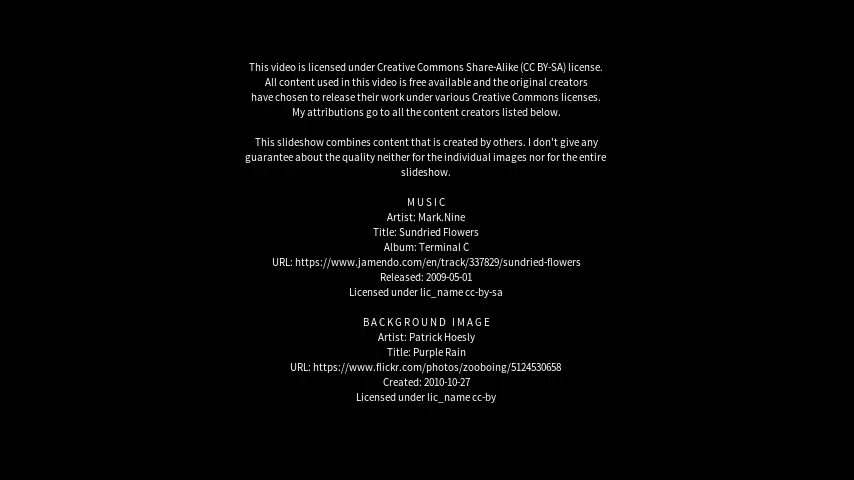 This video is licensed under Creative Commons Share-Alike (CC BY-SA) license.
All content used in this video is free available and the original creators
have chosen to release their work under various Creative Commons licenses.
My attributions go to all the content creators listed below.
This slideshow combines content that is created by others. I don't give any
guarantee about the quality neither for the individual images nor for the entire
slideshow.
MUSIC
Artist: Mark.Nine
Title: Sundried Flowers
Album: Terminal C
URL: https://www.jamendo.com/en/track/337829/sundried-flowers
Released: 2009-05-01
Licensed under lic_name cc-by-sa
BACKGROUND IMAGE
Artist: Patrick Hoesly
Title: Purple Rain
URL: https://www.flickr.com/photos/zooboing/5124530658
Created: 2010-10-27
Licensed under lic_name cc-by